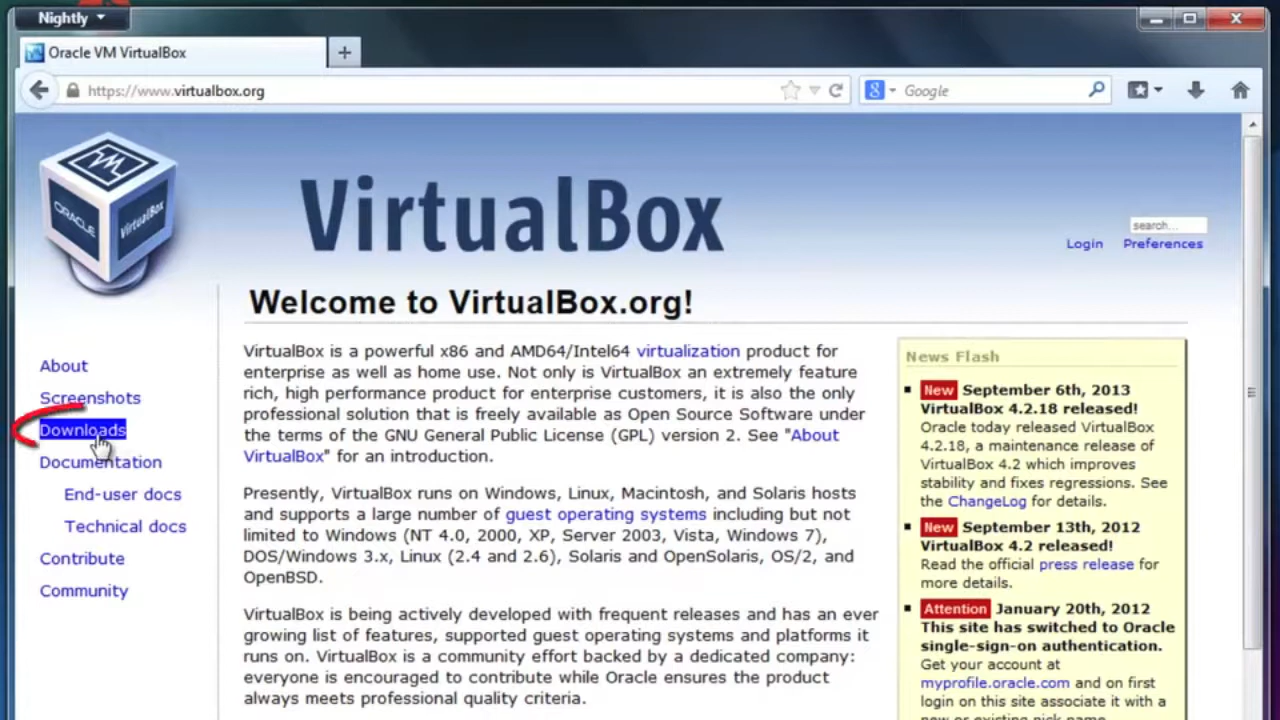 Nightly
Oracle VM VirtualBox
https://www.virtualbox.org
Google
ORACLE
VirtualBox
VirtualBox
search...
Login Preferences
Welcome to VirtualBox.org!
About
Screenshots
Downloads
Documentation
End-user docs
Technical docs
Contribute
Community
VirtualBox is a powerful x86 and AMD64/Intel64 virtualization product for
enterprise as well as home use. Not only is VirtualBox an extremely feature
rich, high performance product for enterprise customers, it is also the only
professional solution that is freely available as Open Source Software under
the terms of the GNU General Public License (GPL) version 2. See "About
VirtualBox" for an introduction.
Presently, VirtualBox runs on Windows, Linux, Macintosh, and Solaris hosts
and supports a large number of guest operating systems including but not
limited to Windows (NT 4.0, 2000, XP, Server 2003, Vista, Windows 7),
DOS/Windows 3.x, Linux (2.4 and 2.6), Solaris and OpenSolaris, OS/2, and
OpenBSD.
VirtualBox is being actively developed with frequent releases and has an ever
growing list of features, supported guest operating systems and platforms it
runs on. VirtualBox is a community effort backed by a dedicated company:
everyone is encouraged to contribute while Oracle ensures the product
always meets professional quality criteria.
News Flash
New September 6th, 2013
VirtualBox 4.2.18 released!
Oracle today released VirtualBox
4.2.18, a maintenance release of
VirtualBox 4.2 which improves
stability and fixes regressions. See
the ChangeLog for details.
New September 13th, 2012
VirtualBox 4.2 released!
Read the official press release for
more details.
Attention January 20th, 2012
This site has switched to Oracle
single-sign-on authentication.
Get your account at
myprofile.oracle.com and on first
login on this site associate it with a
new or existing nick name